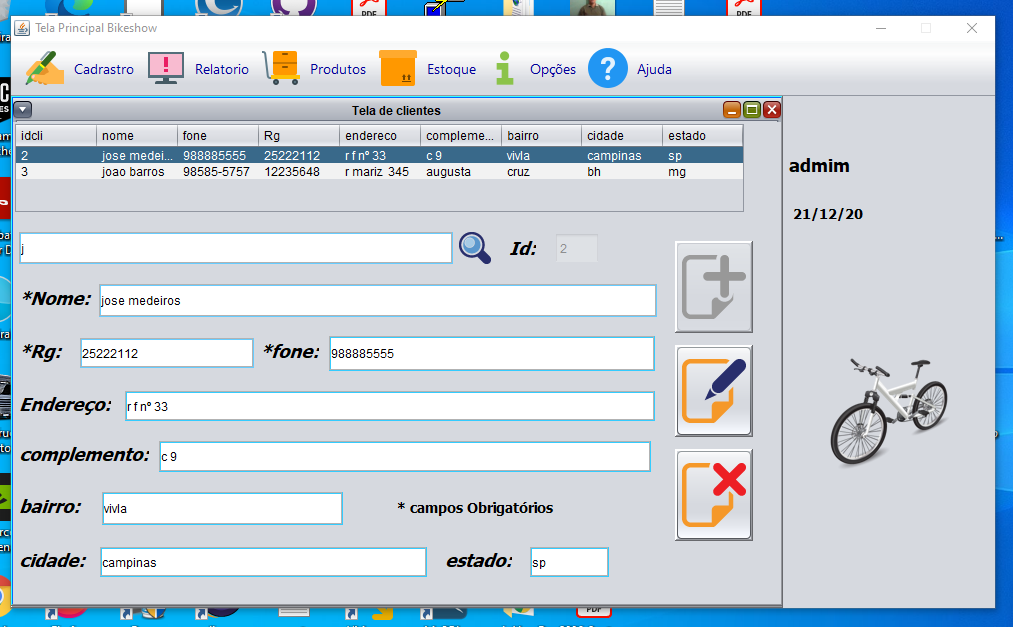 Tela Principal Bikeshow
Cadrastro Relatorio Produtos Estoque Opções ? Ajuda
Tela de clientes
idcli nome fone Rg endereco compleme... bairro cidade estado
2 jose medei... 988885555 25222112 r f nº 33 c 9 vivla campinas sp
3 joao barros 98585-5757 12235648 r mariz 345 augusta cruz bh mg
admim
21/12/20
j Id: 2
*Nome: jose medeiros
*Rg: 25222112 *fone: 988885555
Endereço: r f nº 33
complemento: c 9
bairro: vivla * campos Obrigatórios
cidade: campinas estado: sp